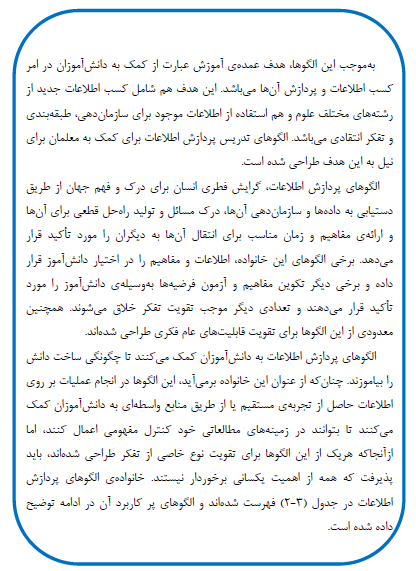 به‌موجب این الگوها، هدف عمده‌ی آموزش عبارت از کمک به دانش‌آموزان در امر
کسب اطلاعات و پردازش آن‌ها می‌باشد. این هدف هم شامل کسب اطلاعات جدید از
رشته‌های مختلف علوم و هم استفاده از اطلاعات موجود برای سازمان‌دهی، طبقه‌بندی
و تفکر انتقادی می‌باشد. الگوهای تدریس پردازش اطلاعات برای کمک به معلمان برای
نیل به این هدف طراحی شده است.
الگوهای پردازش اطلاعات، گرایش فطری انسان برای درک و فهم جهان از طریق
دستیابی به داده‌ها و سازمان‌دهی آن‌ها، درک مسائل و تولید راه‌حل قطعی برای آن‌ها
و ارائه‌ی مفاهیم و زمان مناسب برای انتقال آن‌ها به دیگران را مورد تأکید قرار
می‌دهد. برخی الگوهای این خانواده، اطلاعات و مفاهیم را در اختیار دانش‌آموز قرار
داده و برخی دیگر تکوین مفاهیم و آزمون فرضیه‌ها به‌وسیله‌ی دانش‌آموز را مورد
تأکید قرار می‌دهند و تعدادی دیگر موجب تقویت تفکر خلاق می‌شوند. همچنین
معدودی از این الگوها برای تقویت قابلیت‌های عام فکری طراحی شده‌اند.
الگوهای پردازش اطلاعات به دانش‌آموزان کمک می‌کنند تا چگونگی ساخت دانش
را بیاموزند. چنان‌که از عنوان این خانواده برمی‌آید، این الگوها در انجام عملیات بر روی
اطلاعات حاصل از تجربه‌ی مستقیم یا از طریق منابع واسطه‌ای به دانش‌آموزان کمک
می‌کنند تا بتوانند در زمینه‌های مطالعاتی خود کنترل مفهومی اعمال کنند، اما
ازآنجاکه هریک از این الگوها برای تقویت نوع خاصی از تفکر طراحی شده‌اند، باید
پذیرفت که همه از اهمیت یکسانی برخوردار نیستند. خانواده‌ی الگوهای پردازش
اطلاعات در جدول (۳-۲) فهرست شده‌اند و الگوهای پر کاربرد آن در ادامه توضیح
داده شده است.